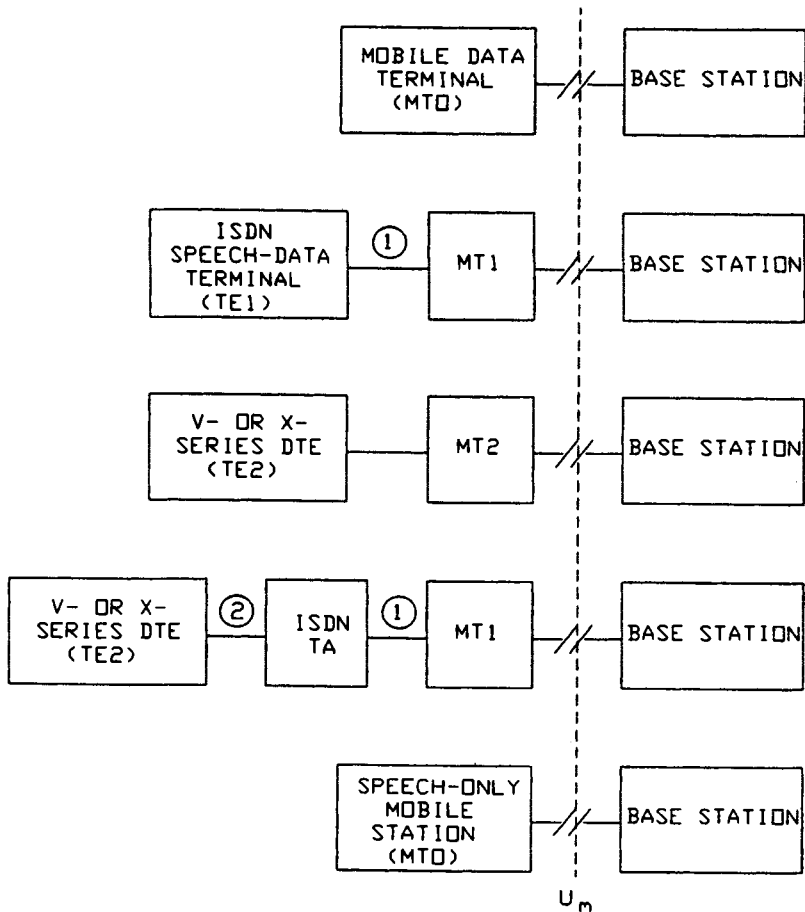 MOBILE DATA
TERMINAL
(MT0)
BASE STATION
ISDN
SPEECH-DATA
TERMINAL
(TE1)
①
MT1
BASE STATION
V- OR X-
SERIES DTE
(TE2)
MT2
BASE STATION
V- OR X-
SERIES DTE
(TE2)
②
ISDN
TA
①
MT1
BASE STATION
SPEECH-ONLY
MOBILE
STATION
(MT0)
BASE STATION
Um